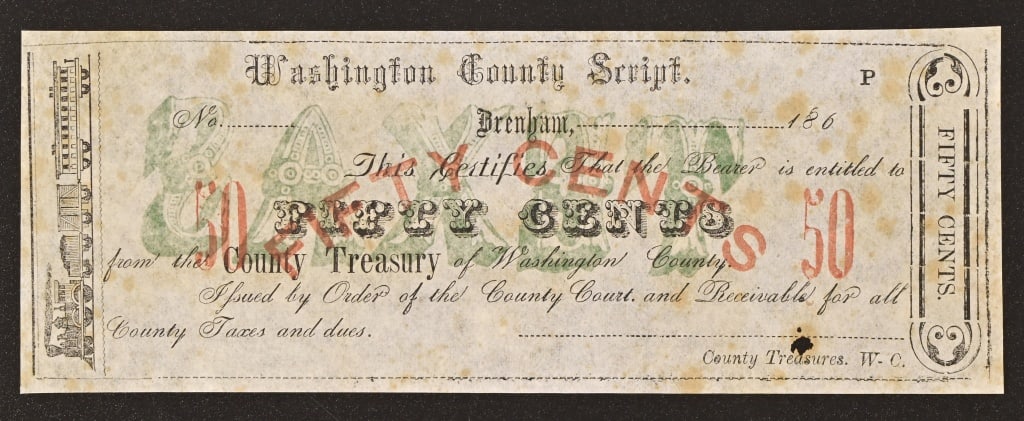 Washington County Script.
P
No.
Brenham, 186
This Certifies That the Bearer is entitled to
50 FIFTY CENTS 50
FIFTY CENTS
from the County Treasury of Washington County.
Issued by Order of the County Court. and Receivable for all
County Taxes and dues.
County Treasures. W. C.
FIFTY CENTS.